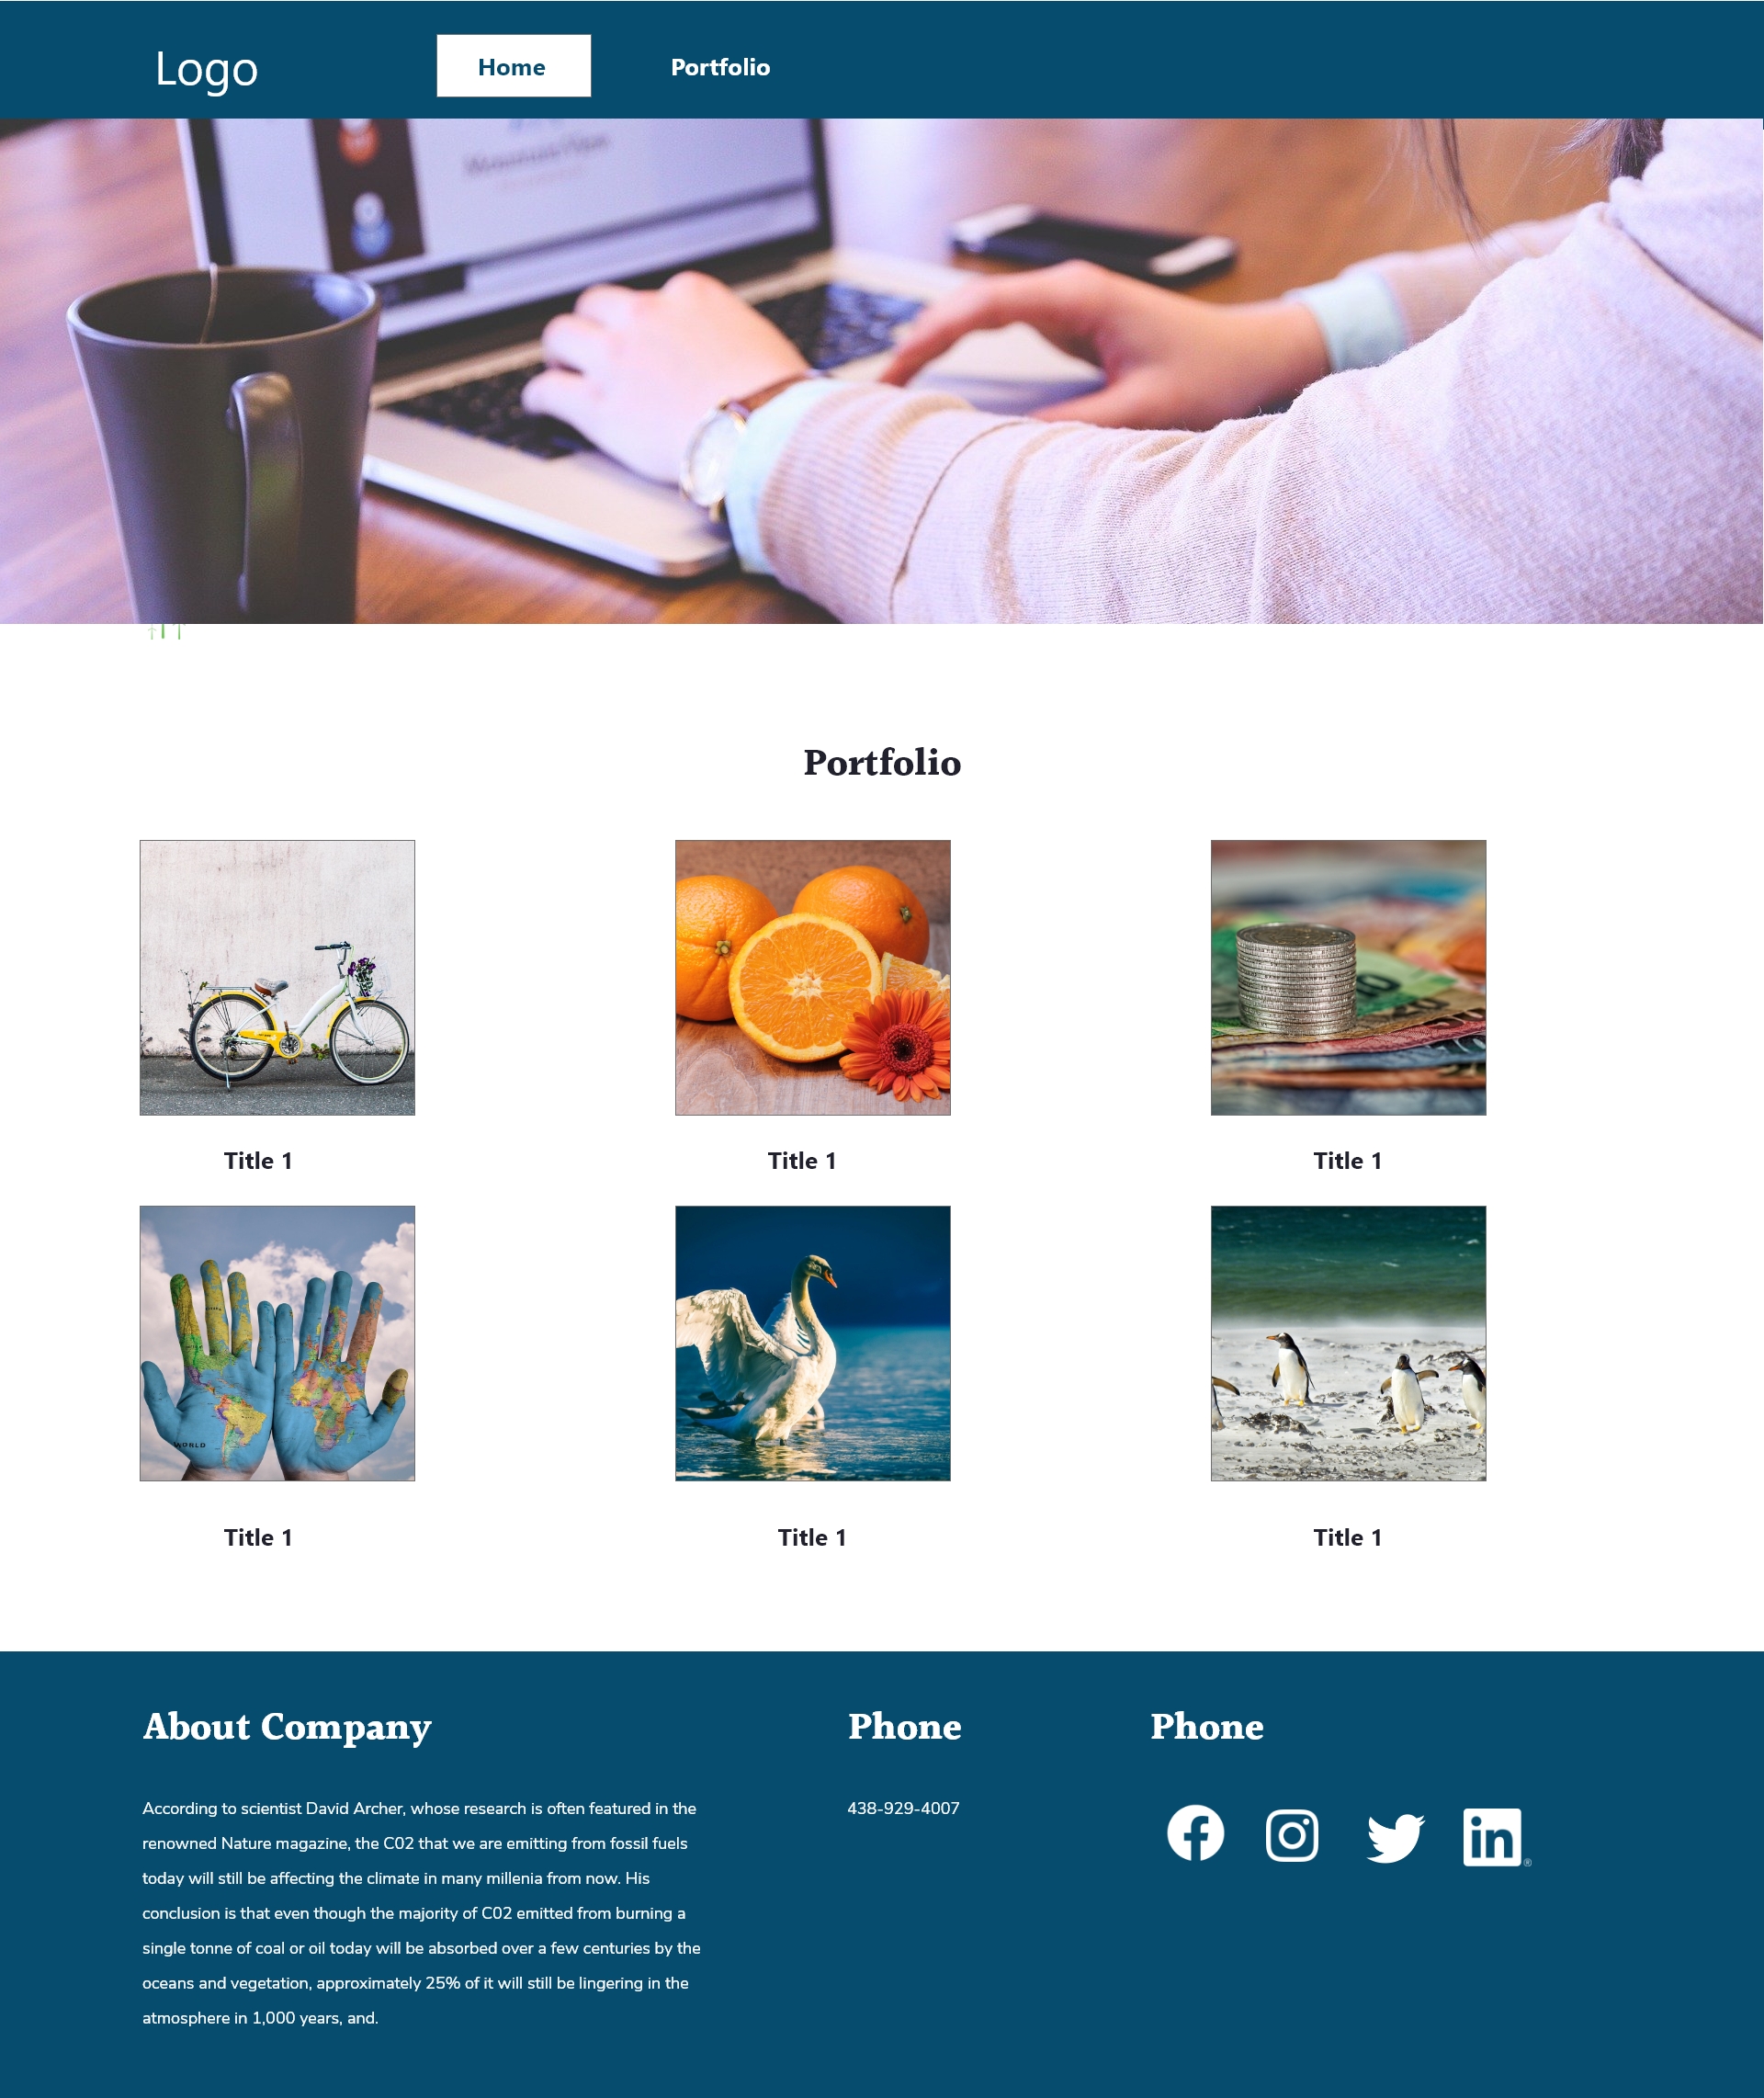 Logo
Home
Portfolio
Portfolio
Title 1
Title 1
Title 1
WORLD
Title 1
Title 1
Title 1
About Company
According to scientist David Archer, whose research is often featured in the
renowned Nature magazine, the C02 that we are emitting from fossil fuels
today will still be affecting the climate in many millenia from now. His
conclusion is that even though the majority of C02 emitted from burning a
single tonne of coal or oil today will be absorbed over a few centuries by the
oceans and vegetation, approximately 25% of it will still be lingering in the
atmosphere in 1,000 years, and.
Phone
438-929-4007
Phone
in®